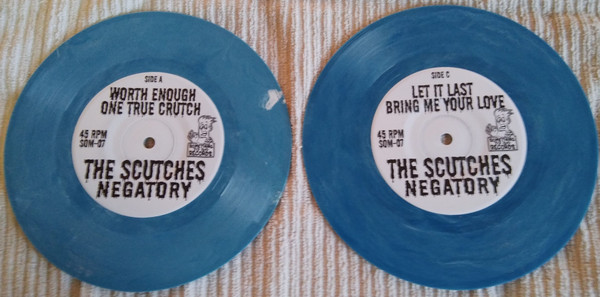 SIDE A
WORTH ENOUGH
ONE TRUE CRUTCH
45 RPM
SOM-07
THE SCUTCHES
NEGATORY
SIDE C
LET IT LAST
BRING ME YOUR LOVE
45 RPM
SOM-07
RECORDS
THE SCUTCHES
NEGATORY